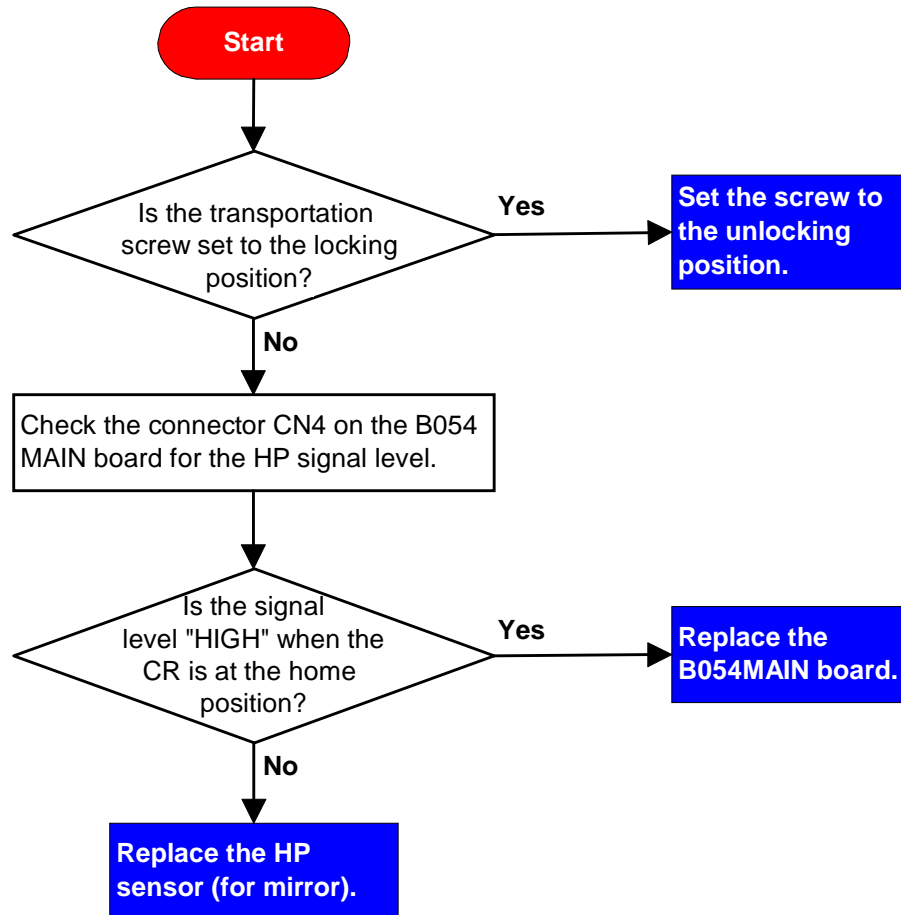 Start
Is the transportation
screw set to the locking
position?
Yes
Set the screw to
the unlocking
position.
No
Check the connector CN4 on the B054
MAIN board for the HP signal level.
Is the signal
level "HIGH" when the
CR is at the home
position?
Yes
Replace the
B054MAIN board.
No
Replace the HP
sensor (for mirror).